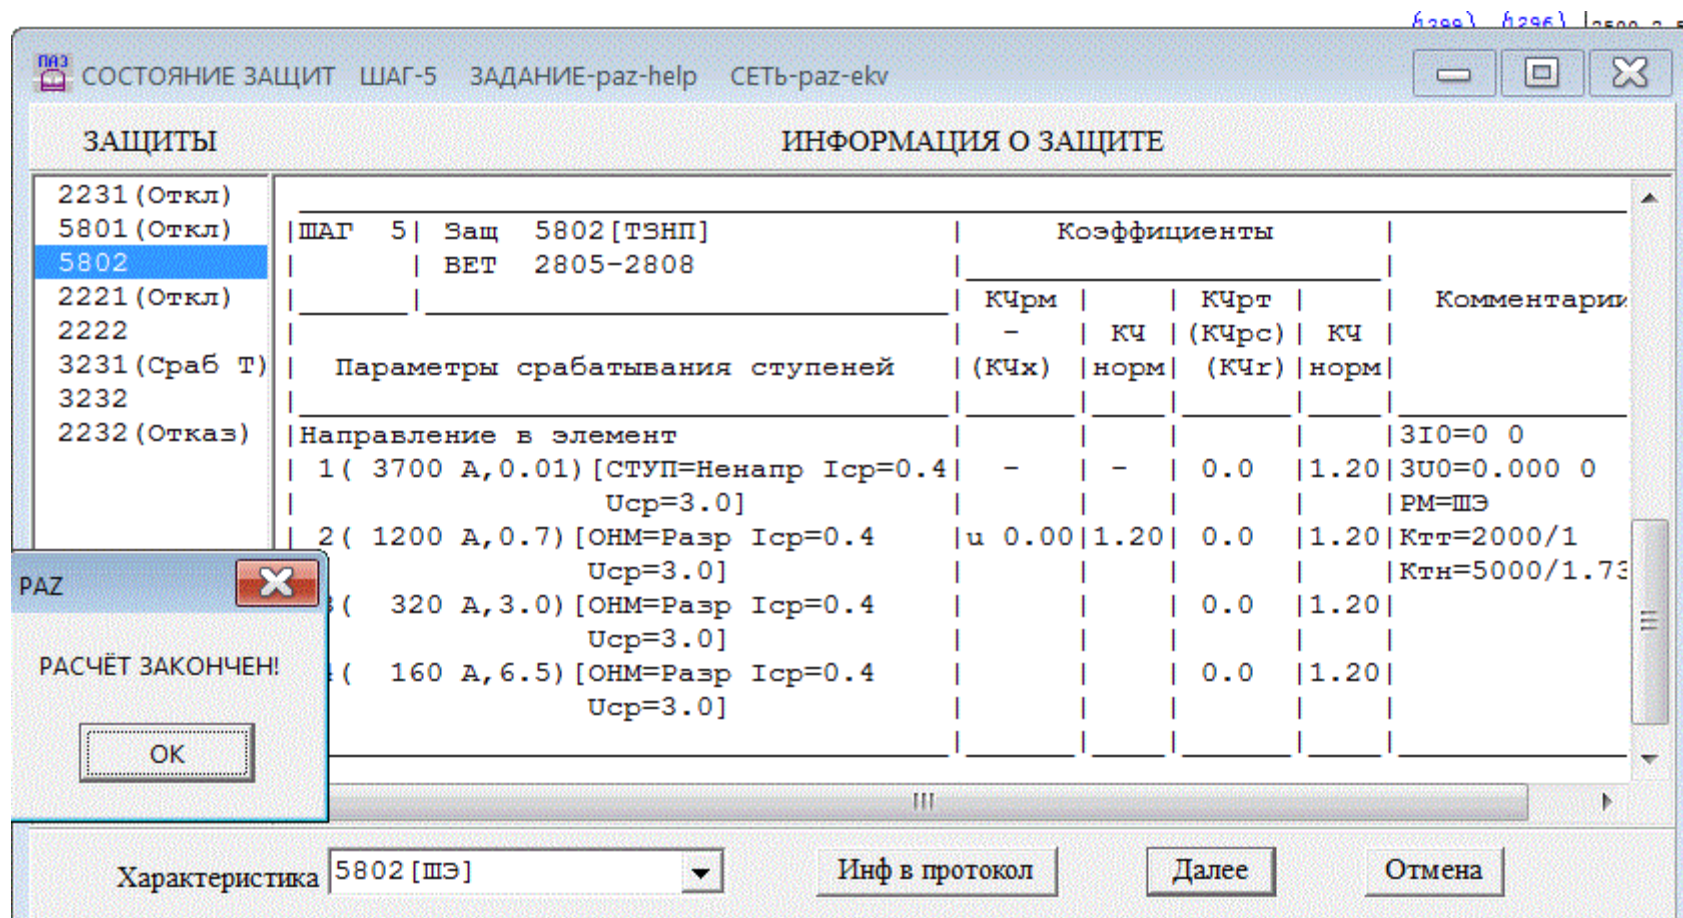 (1299) (1296)
ПАЗ СОСТОЯНИЕ ЗАЩИТ ШАГ-5 ЗАДАНИЕ-paz-help СЕТЬ-paz-ekv
ЗАЩИТЫ ИНФОРМАЦИЯ О ЗАЩИТЕ
2231(Откл)
5801(Откл)
5802
2221(Откл)
2222
3231(Сраб Т)
3232
2232(Отказ)
|ШАГ 5| Защ 5802[ТЗНП] | Коэффициенты |
| | ВЕТ 2805-2808 | |
| | | КЧрм | | КЧрт | | Комментарии
| | - | КЧ |(КЧрс)| КЧ |
| Параметры срабатывания ступеней |(КЧх) |норм| (КЧr)|норм|
|Направление в элемент | | | | |3I0=0 0
| 1( 3700 А,0.01)[СТУП=Ненапр Iср=0.4| - | - | 0.0 |1.20|3U0=0.000 0
| Uср=3.0] | | | | |РМ=ШЭ
| 2( 1200 А,0.7)[ОНМ=Разр Iср=0.4 |u 0.00|1.20| 0.0 |1.20|Ктт=2000/1
Uср=3.0] | | | | |Ктн=5000/1.73
( 320 А,3.0)[ОНМ=Разр Iср=0.4 | | | 0.0 |1.20|
Uср=3.0] | | | | |
( 160 А,6.5)[ОНМ=Разр Iср=0.4 | | | 0.0 |1.20|
Uср=3.0] | | | | |
PAZ
РАСЧЁТ ЗАКОНЧЕН!
ОК
Характеристика 5802[ШЭ] Инф в протокол Далее Отмена